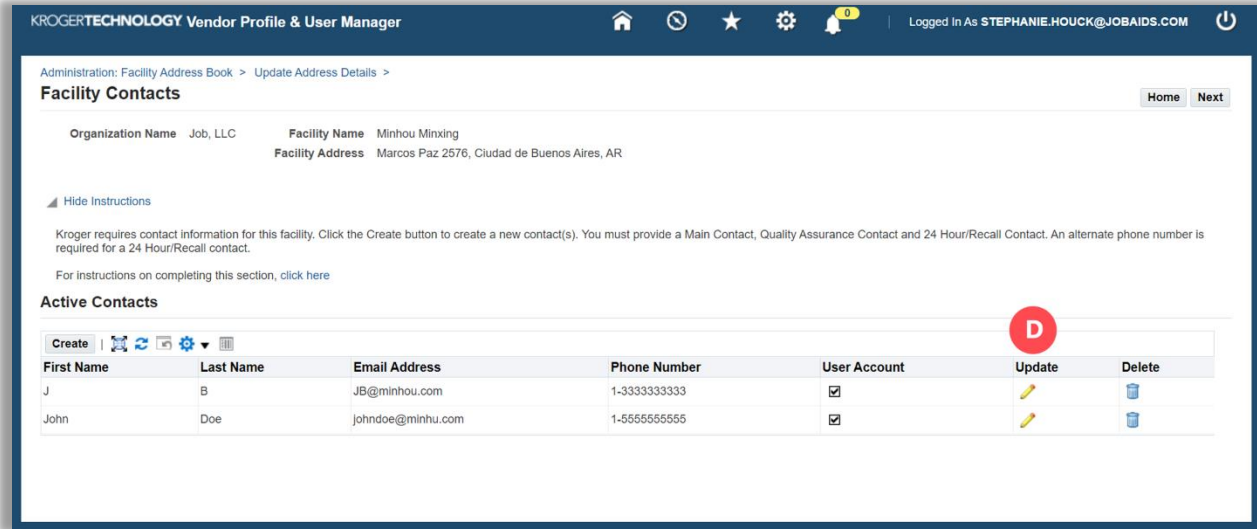 KROGERTECHNOLOGY Vendor Profile & User Manager
0
Logged In As STEPHANIE.HOUCK@JOBAIDS.COM
Administration: Facility Address Book > Update Address Details >
Facility Contacts
Home Next
Organization Name Job, LLC Facility Name Minhou Minxing
Facility Address Marcos Paz 2576, Ciudad de Buenos Aires, AR
Hide Instructions
Kroger requires contact information for this facility. Click the Create button to create a new contact(s). You must provide a Main Contact, Quality Assurance Contact and 24 Hour/Recall Contact. An alternate phone number is
required for a 24 Hour/Recall contact.
For instructions on completing this section, click here
Active Contacts
D
Create
First Name Last Name Email Address Phone Number User Account Update Delete
J B JB@minhou.com 1-3333333333
John Doe johndoe@minhu.com 1-5555555555